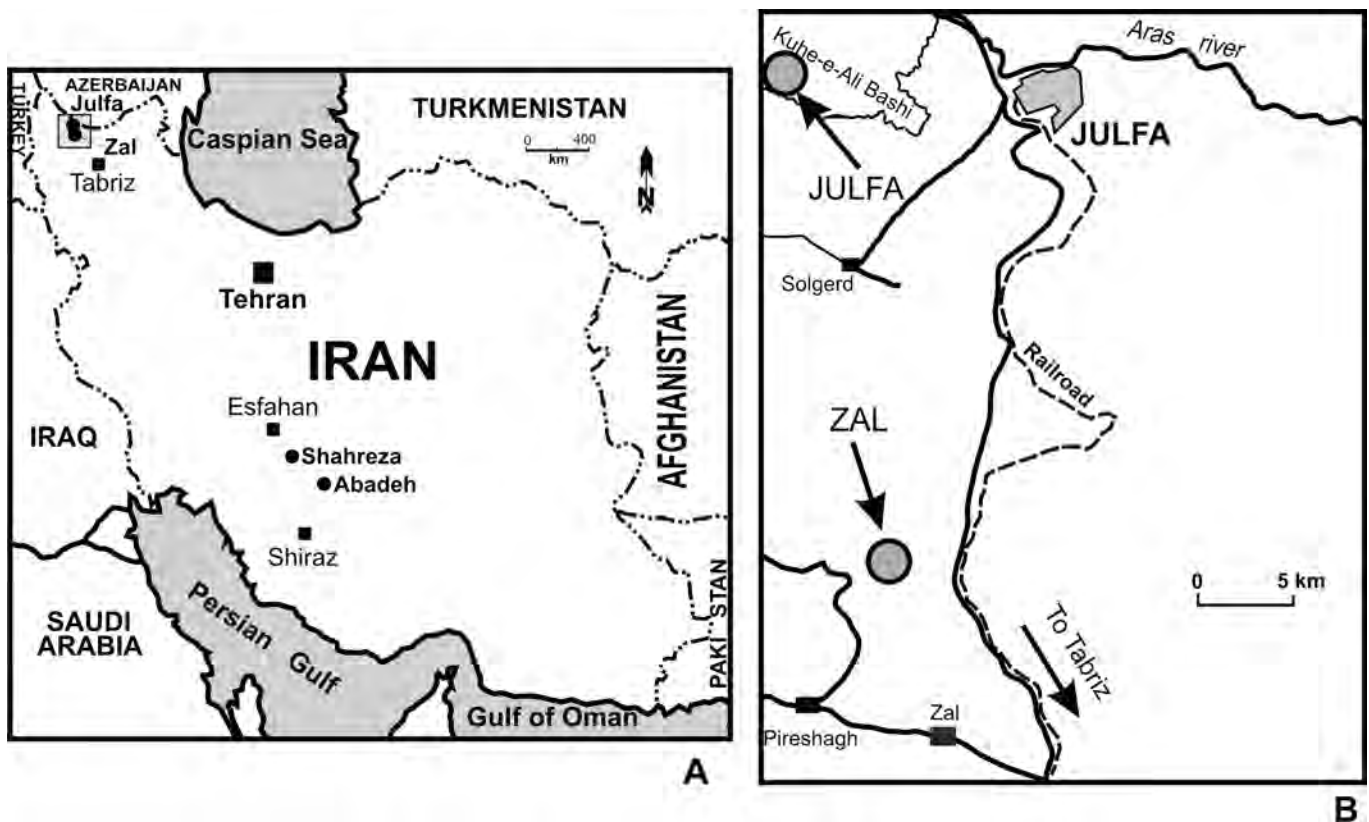 AZERBAIJAN
Julfa
TURKEY
Zal
Tabriz
Caspian Sea
TURKMENISTAN
0 400
km
N
Tehran
IRAN
AFGHANISTAN
Esfahan
Shahreza
Abadeh
IRAQ
Shiraz
SAUDI
ARABIA
Persian Gulf
PAKI STAN
Gulf of Oman
A
Kuhe-e-Ali Bashi
Aras river
JULFA
JULFA
Solgerd
Railroad
ZAL
0 5 km
To Tabriz
Zal
Pireshagh
B